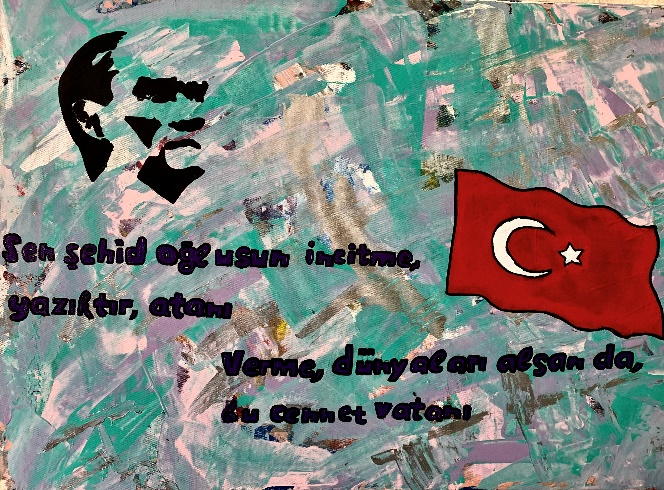 Sen şehid oğlusun incitme,
yazıktır, atanı
Verme, dünyaları alsan da,
bu cennet vatanı